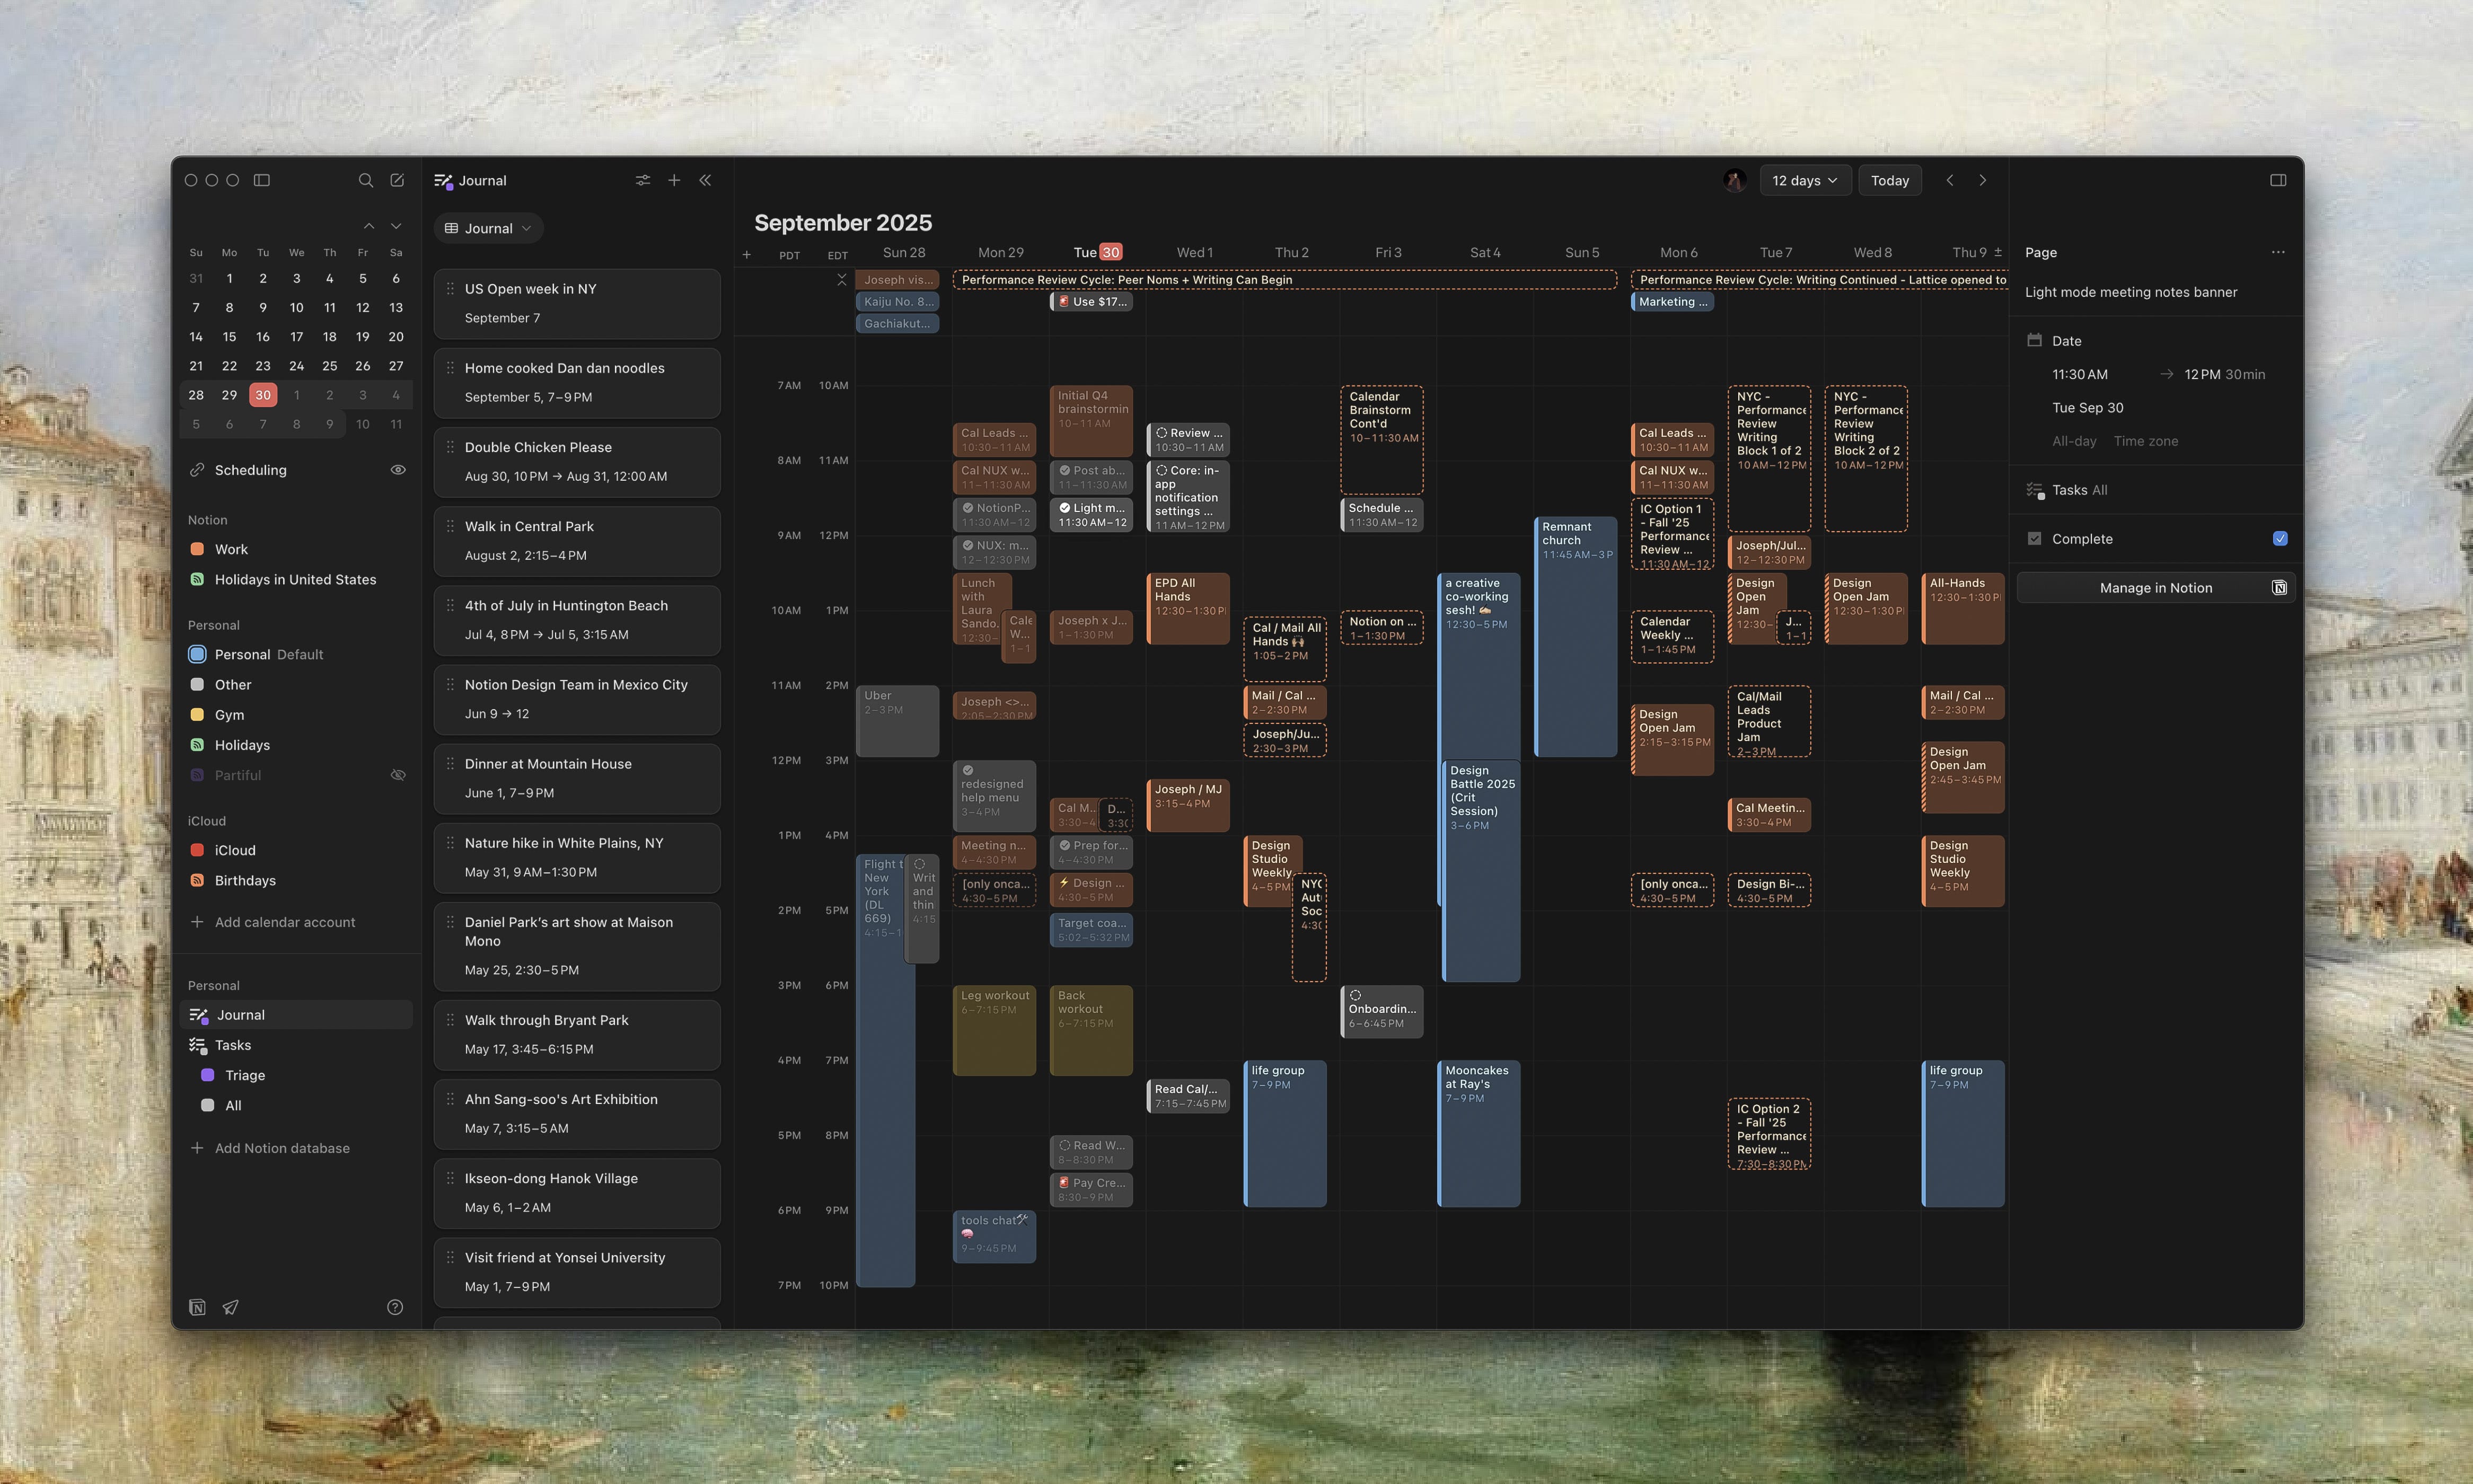 Su Mo Tu We Th Fr Sa
31 1 2 3 4 5 6
7 8 9 10 11 12 13
14 15 16 17 18 19 20
21 22 23 24 25 26 27
28 29 30 1 2 3 4
5 6 7 8 9 10 11
Scheduling
Notion
Work
Holidays in United States
Personal
Personal Default
Other
Gym
Holidays
Partiful
iCloud
iCloud
Birthdays
Add calendar account
Personal
Journal
Tasks
Triage
All
Add Notion database
Journal
Journal
US Open week in NY
September 7
Home cooked Dan dan noodles
September 5, 7–9 PM
Double Chicken Please
Aug 30, 10 PM → Aug 31, 12:00 AM
Walk in Central Park
August 2, 2:15–4 PM
4th of July in Huntington Beach
Jul 4, 8 PM → Jul 5, 3:15 AM
Notion Design Team in Mexico City
Jun 9 → 12
Dinner at Mountain House
June 1, 7–9 PM
Nature hike in White Plains, NY
May 31, 9 AM–1:30 PM
Daniel Park's art show at Maison
Mono
May 25, 2:30–5 PM
Walk through Bryant Park
May 17, 3:45–6:15 PM
Ahn Sang-soo's Art Exhibition
May 7, 3:15–5 AM
Ikseon-dong Hanok Village
May 6, 1–2 AM
Visit friend at Yonsei University
May 1, 7–9 PM
12 days
Today
September 2025
PDT EDT Sun 28 Mon 29 Tue 30 Wed 1 Thu 2 Fri 3 Sat 4 Sun 5 Mon 6 Tue 7 Wed 8 Thu 9
Joseph vis...
Kaiju No. 8...
Gachiakut...
Performance Review Cycle: Peer Noms + Writing Can Begin
Performance Review Cycle: Writing Continued - Lattice opened to
🚨 Use $17...
Marketing ...
7 AM 10 AM
8 AM 11 AM
9 AM 12 PM
10 AM 1 PM
11 AM 2 PM
12 PM 3 PM
1 PM 4 PM
2 PM 5 PM
3 PM 6 PM
4 PM 7 PM
5 PM 8 PM
6 PM 9 PM
7 PM 10 PM
Uber
2–3 PM
Flight t
New
York
(DL
669)
4:15–1
Writ
and
thin
4:15
Cal Leads ...
10:30–11 AM
Cal NUX w...
11–11:30 AM
NotionP...
11:30 AM–12
NUX: m...
12–12:30 PM
Lunch
with
Laura
Sando.
12:30–
Cale
W...
1–1
Joseph <>...
2:05–2:30 PM
redesigned
help menu
3–4 PM
Meeting n...
4–4:30 PM
[only onca...
4:30–5 PM
Leg workout
6–7:15 PM
tools chat🛠
🧠
9–9:45 PM
Initial Q4
brainstormin
10–11 AM
Post ab...
11–11:30 AM
Light m...
11:30 AM–12
Joseph x J...
1–1:30 PM
Cal M...
3:30–4
D...
3:30
Prep for...
4–4:30 PM
⚡ Design ...
4:30–5 PM
Target coa...
5:02–5:32 PM
Back
workout
6–7:15 PM
Read W...
8–8:30 PM
🚨 Pay Cre...
8:30–9 PM
Review ...
10:30–11 AM
Core: in-
app
notification
settings ...
11 AM–12 PM
EPD All
Hands
12:30–1:30 P
Joseph / MJ
3:15–4 PM
Read Cal/...
7:15–7:45 PM
Cal / Mail All
Hands 🙌
1:05–2 PM
Mail / Cal ...
2–2:30 PM
Joseph/Ju...
2:30–3 PM
Design
Studio
Weekly
4–5 PM
NYC
Aut
Soc
4:30
life group
7–9 PM
Calendar
Brainstorm
Cont'd
10–11:30 AM
Schedule ...
11:30 AM–12
Notion on ...
1–1:30 PM
Onboardin...
6–6:45 PM
a creative
co-working
sesh! ✍
12:30–5 PM
Design
Battle 2025
(Crit
Session)
3–6 PM
Mooncakes
at Ray's
7–9 PM
Remnant
church
11:45 AM–3 P
Cal Leads ...
10:30–11 AM
Cal NUX w...
11–11:30 AM
IC Option 1
- Fall '25
Performance
Review ...
11:30 AM–12
Calendar
Weekly ...
1–1:45 PM
Design
Open Jam
2:15–3:15 PM
[only onca...
4:30–5 PM
NYC -
Performance
Review
Writing
Block 1 of 2
10 AM–12 PM
Joseph/Jul...
12–12:30 PM
Design
Open
Jam
12:30–
J...
1–1
Cal/Mail
Leads
Product
Jam
2–3 PM
Cal Meetin...
3:30–4 PM
Design Bi-...
4:30–5 PM
IC Option 2
- Fall '25
Performance
Review ...
7:30–8:30 PM
NYC -
Performance
Review
Writing
Block 2 of 2
10 AM–12 PM
Design
Open Jam
12:30–1:30 P
All-Hands
12:30–1:30 P
Mail / Cal ...
2–2:30 PM
Design
Open Jam
2:45–3:45 PM
Design
Studio
Weekly
4–5 PM
life group
7–9 PM
Page
Light mode meeting notes banner
Date
11:30 AM → 12 PM 30min
Tue Sep 30
All-day Time zone
Tasks All
Complete
Manage in Notion